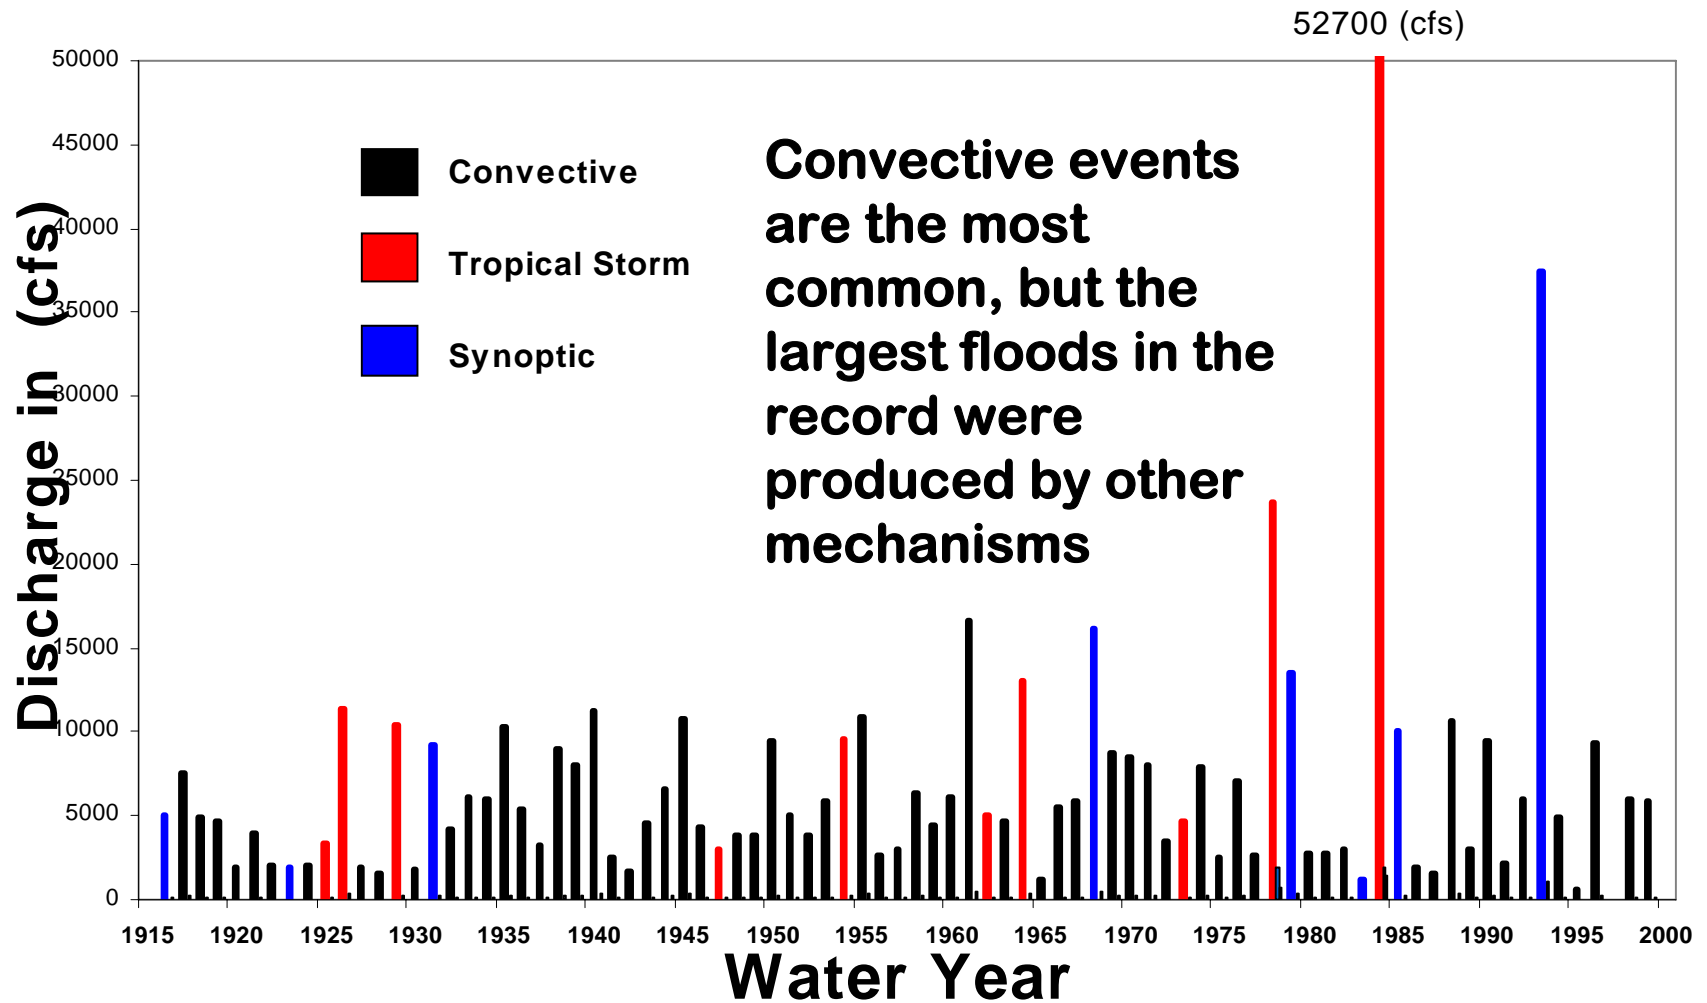 52700 (cfs)
50000
45000
40000
35000
30000
25000
20000
15000
10000
5000
0
Discharge in (cfs)
Convective
Tropical Storm
Synoptic
Convective events
are the most
common, but the
largest floods in the
record were
produced by other
mechanisms
1915 1920 1925 1930 1935 1940 1945 1950 1955 1960 1965 1970 1975 1980 1985 1990 1995 2000
Water Year